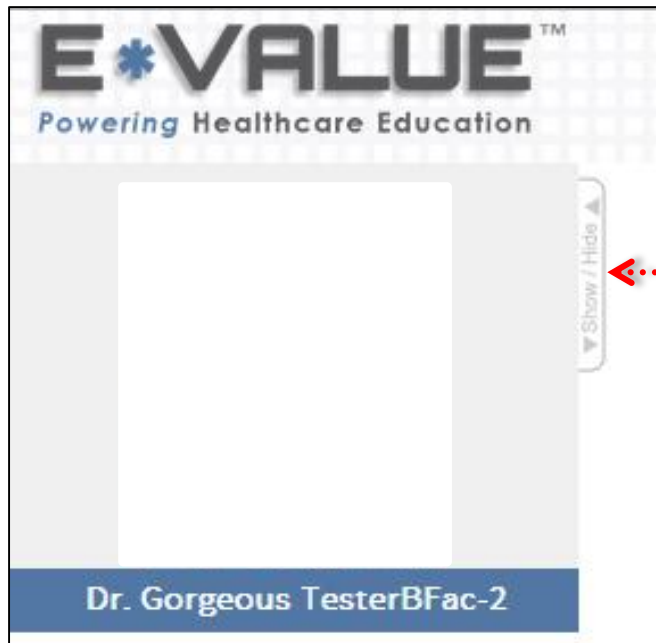 E*VALUE™
Powering Healthcare Education
▼Show / Hide ▲
Dr. Gorgeous TesterBFac-2